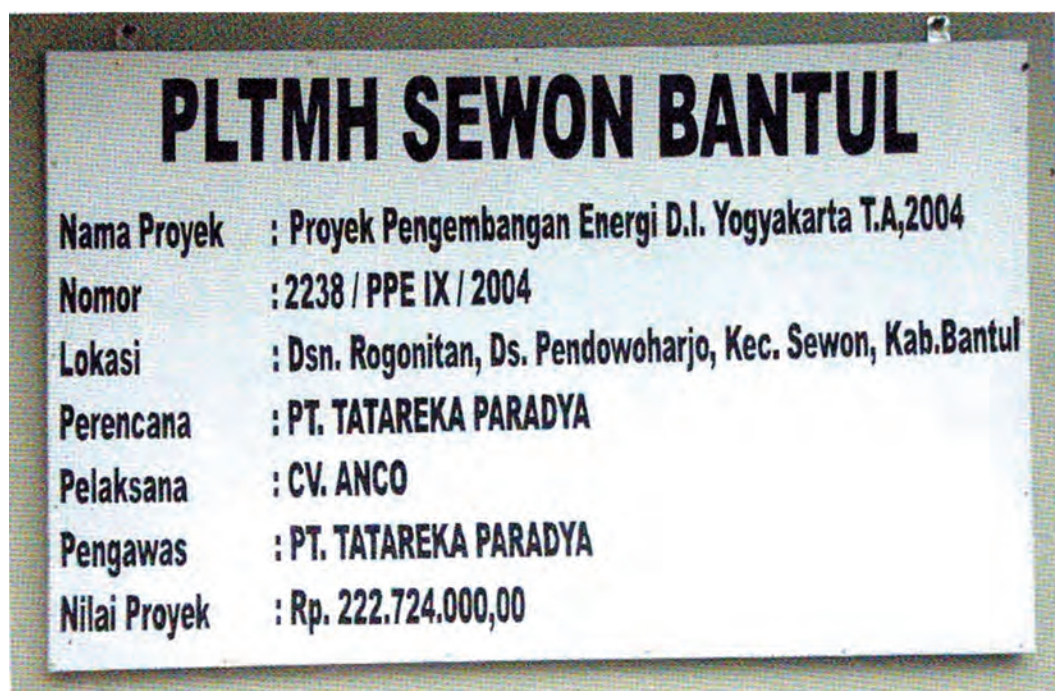 PLTMH SEWON BANTUL
Nama Proyek : Proyek Pengembangan Energi D.I. Yogyakarta T.A,2004
Nomor : 2238 / PPE IX / 2004
Lokasi : Dsn. Rogonitan, Ds. Pendowoharjo, Kec. Sewon, Kab.Bantul
Perencana : PT. TATAREKA PARADYA
Pelaksana : CV. ANCO
Pengawas : PT. TATAREKA PARADYA
Nilai Proyek : Rp. 222.724.000,00